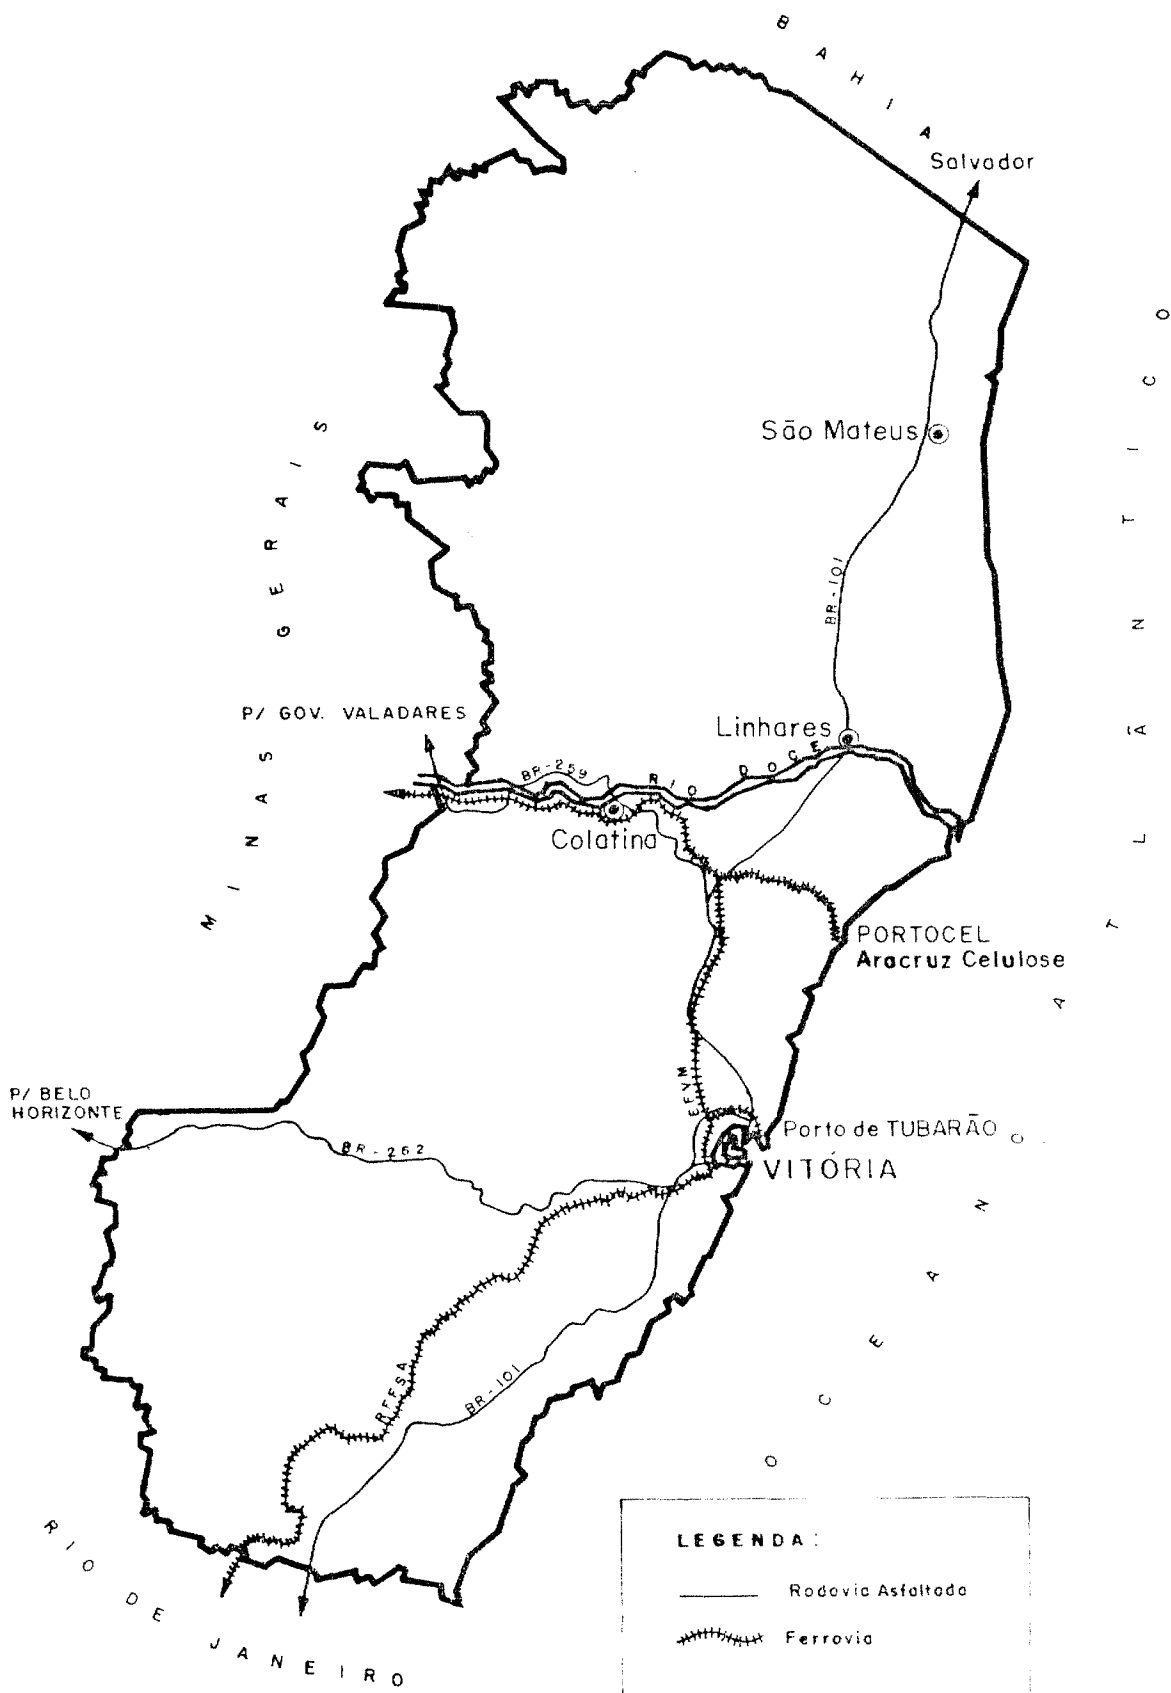 BAHIA
Salvador
ATLÂNTICO
São Mateus
MINAS GERAIS
BR-101
P/ GOV. VALADARES
Linhares
BR-259
RIO DOCE
Colatina
PORTOCEL
Aracruz Celulose
EFVM
P/ BELO
HORIZONTE
Porto de TUBARÃO
BR-262
VITÓRIA
OCEANO
RFFSA
BR-101
RIO DE JANEIRO
LEGENDA:
Rodovia Asfaltada
Ferrovia